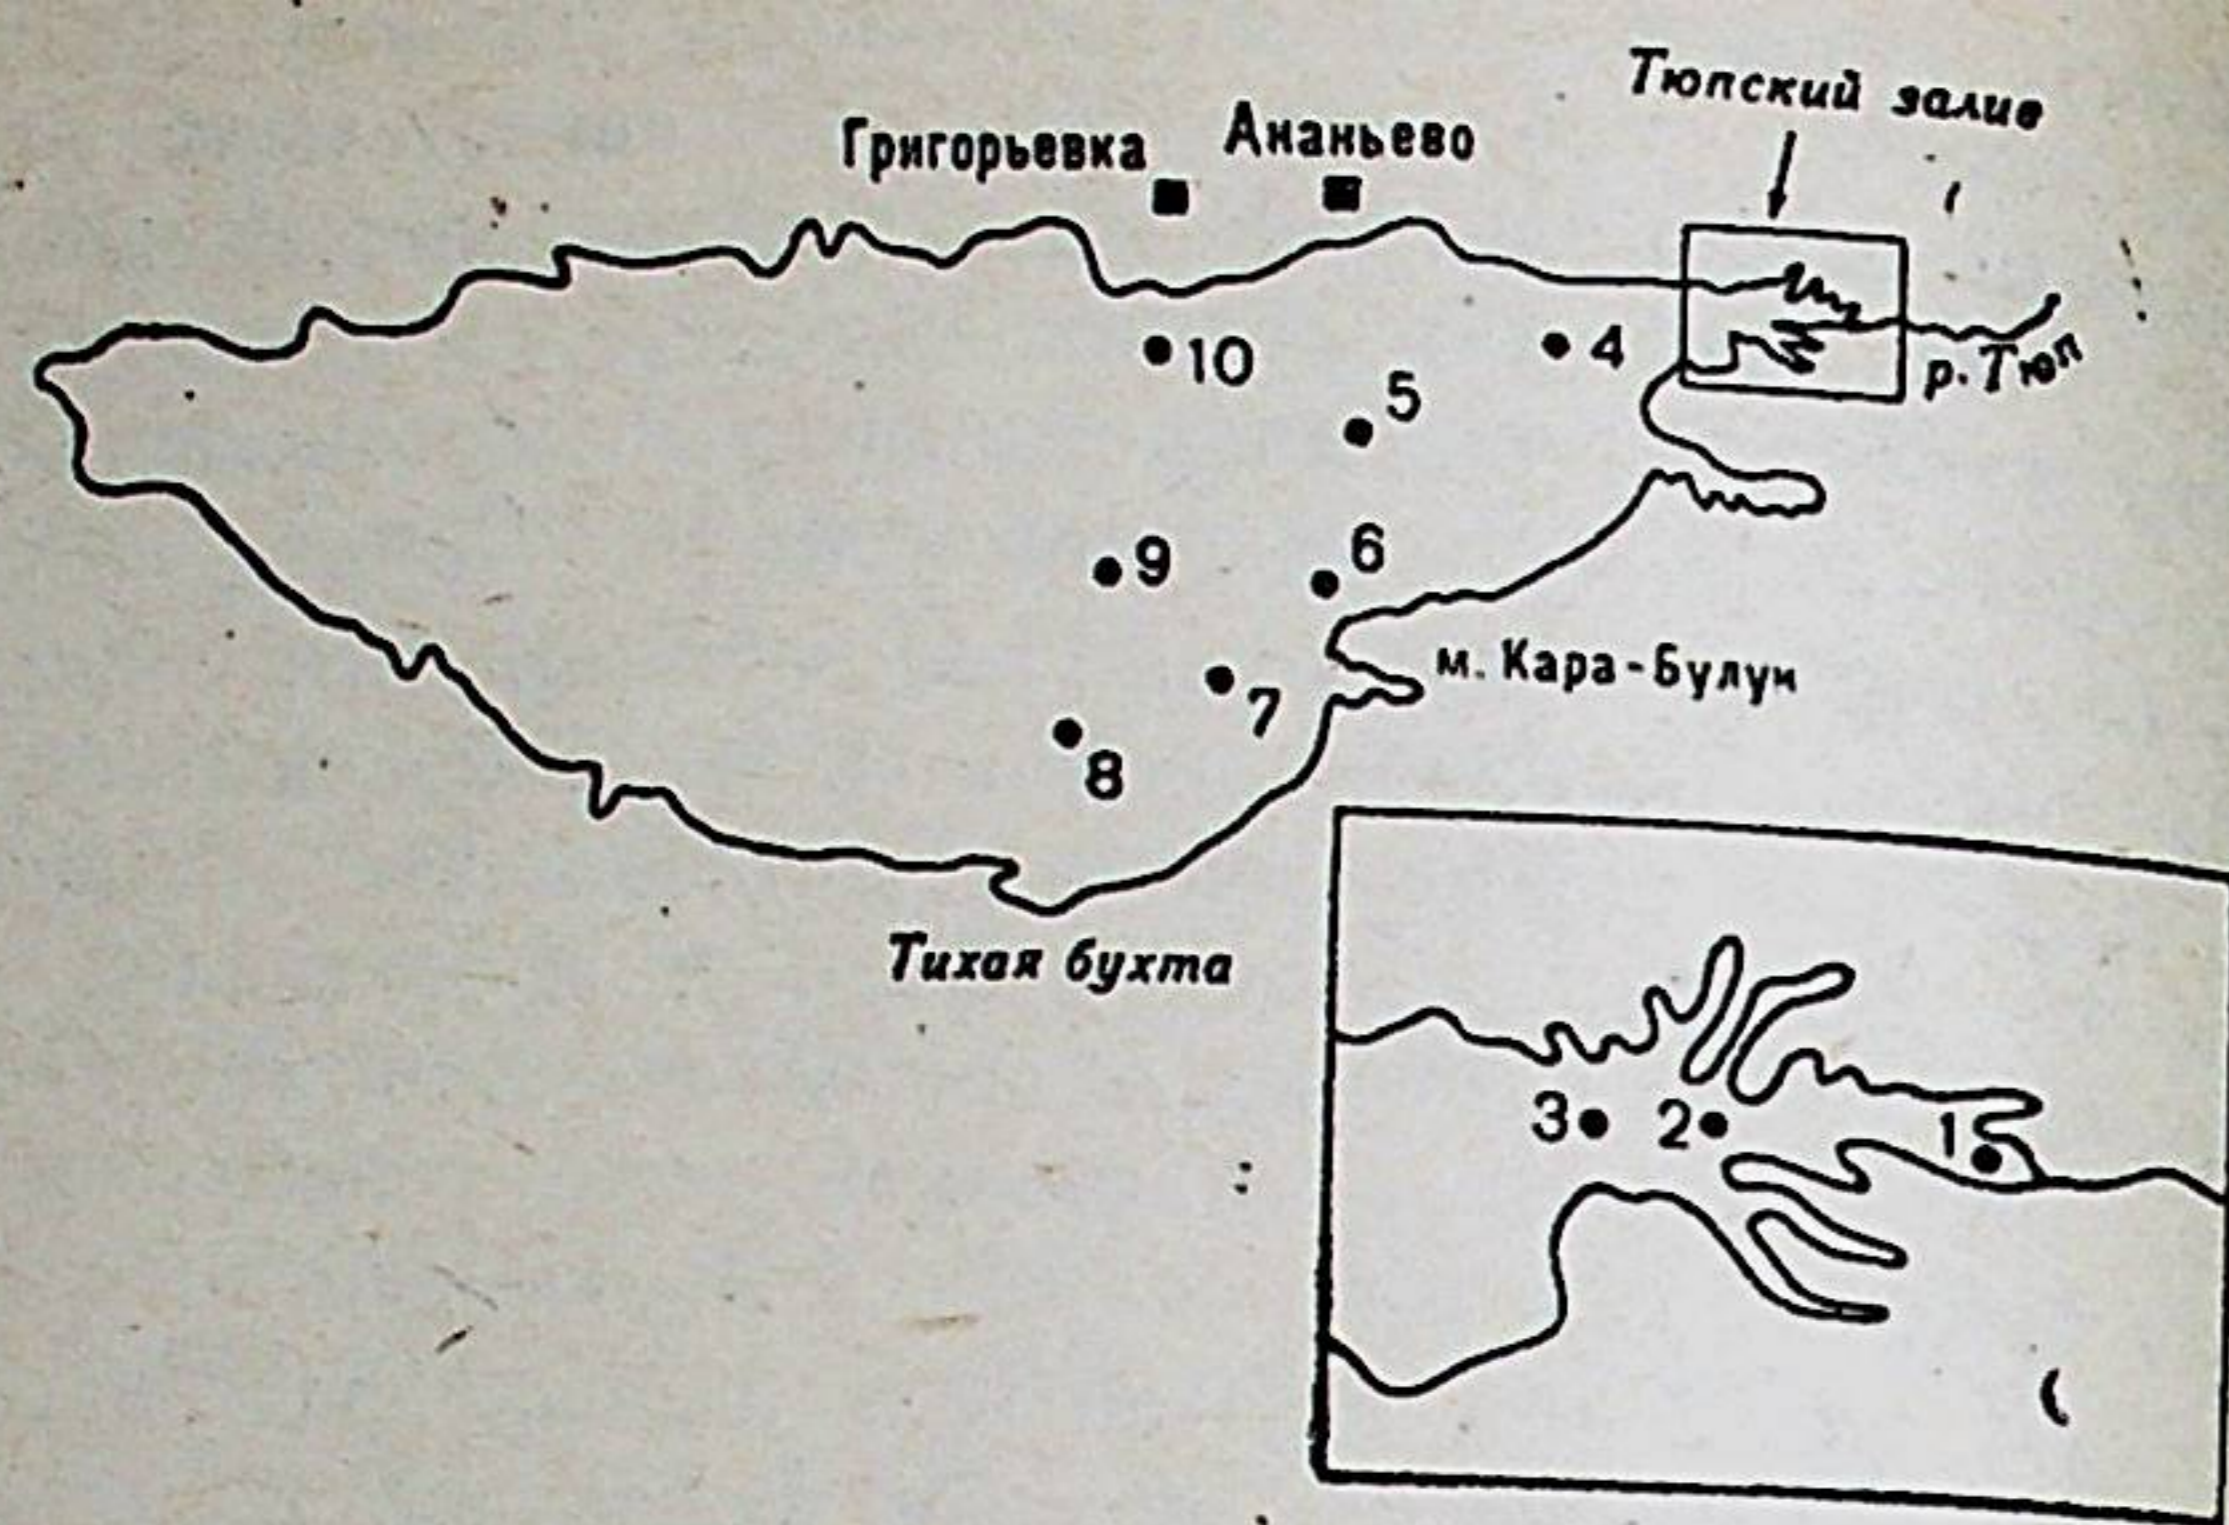 Тюпский залив
Григорьевка
Ананьево
10
4
5
р. Тюп
9
6
м. Кара-Булун
7
8
Тихая бухта
3
2
1